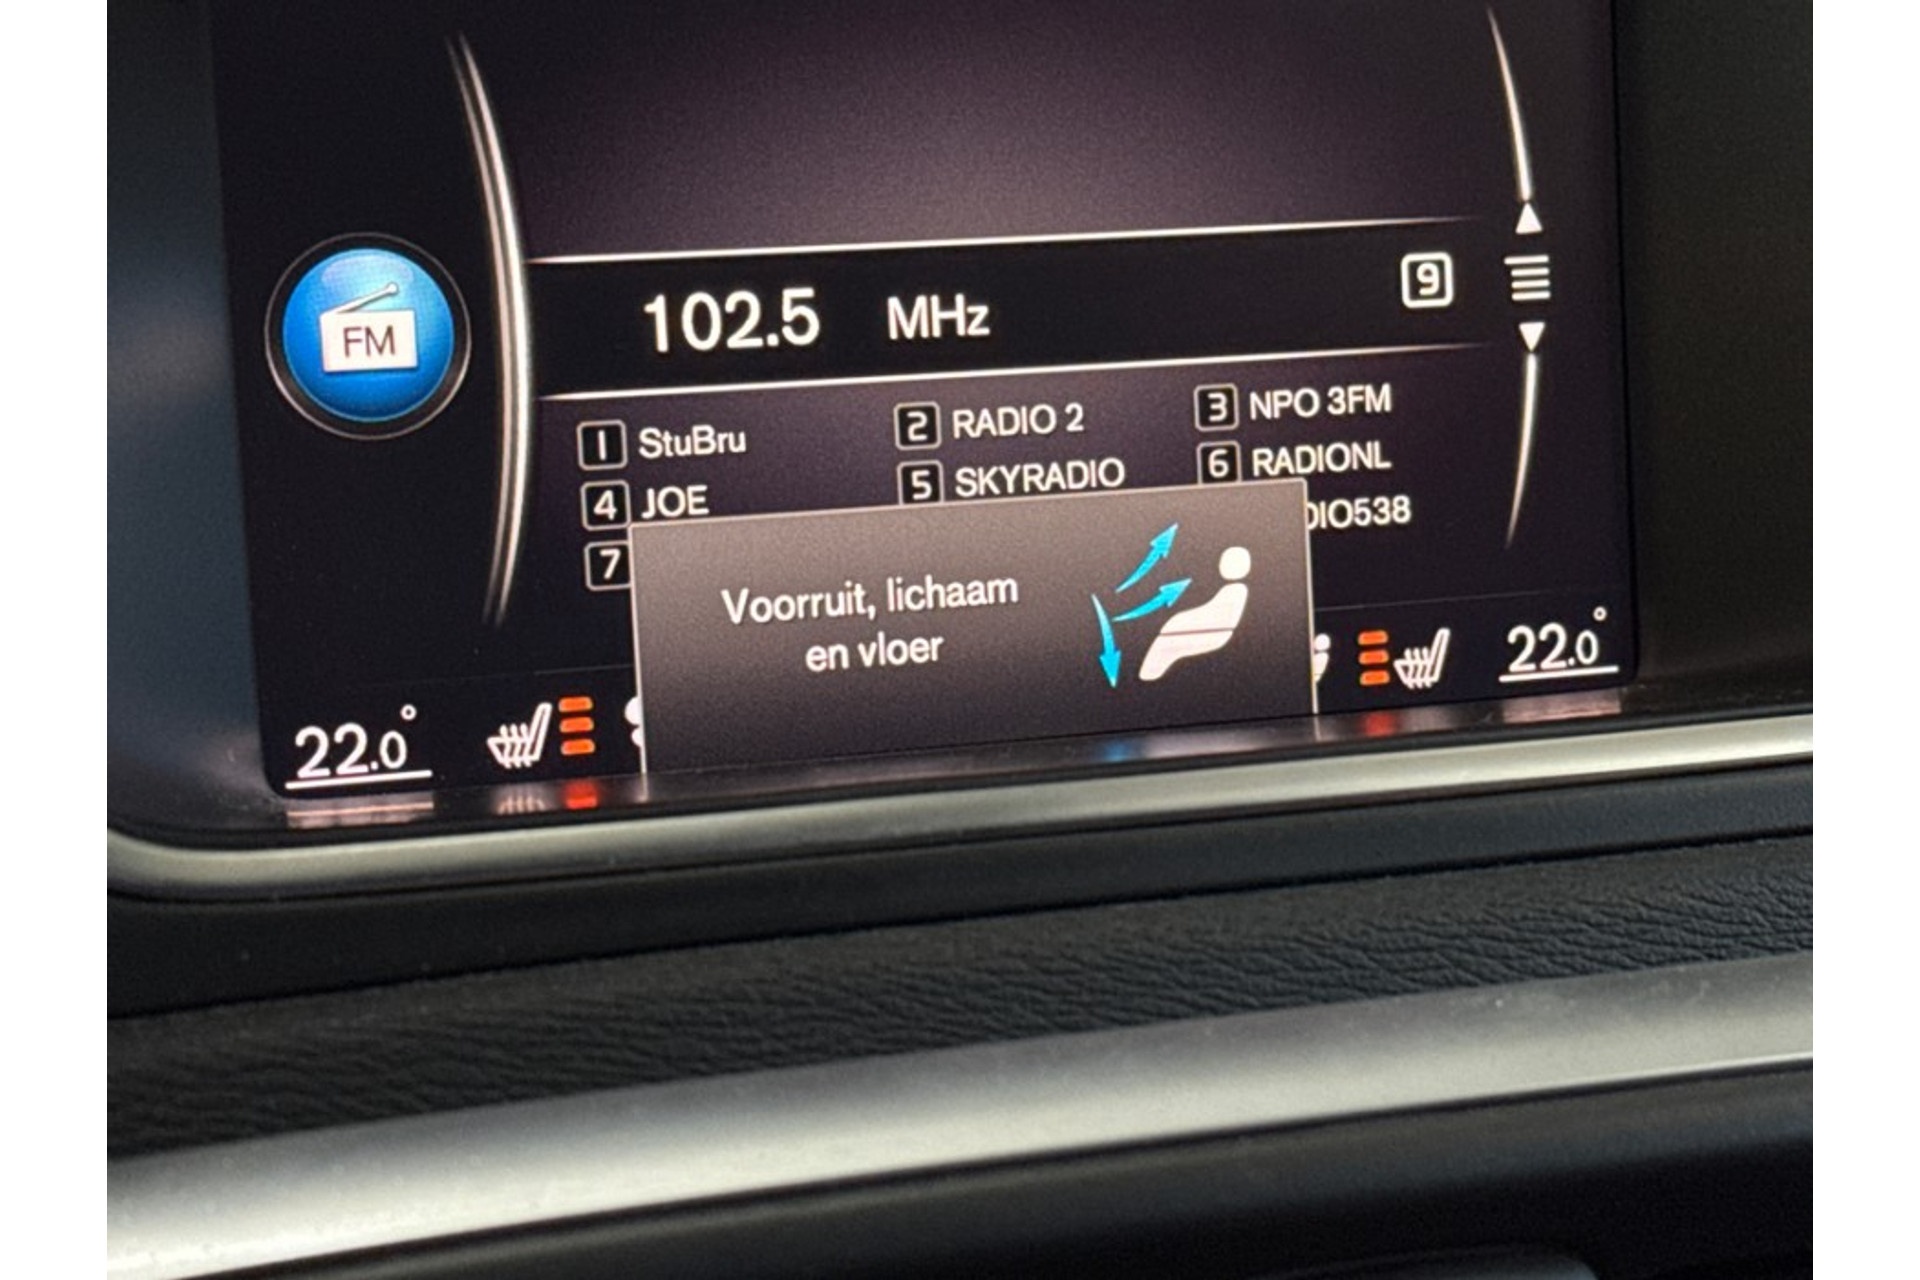 102.5 MHz 9
FM
1 StuBru 2 RADIO 2 3 NPO 3FM
4 JOE 5 SKYRADIO 6 RADIONL
7 DIO538
Voorruit, lichaam
en vloer
22.0° 22.0°